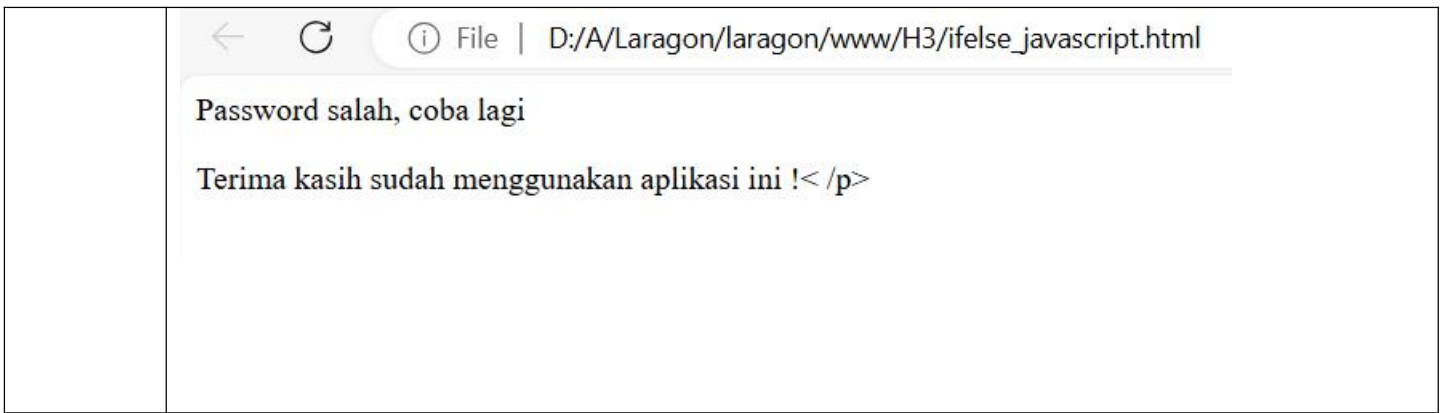 File | D:/A/Laragon/laragon/www/H3/ifelse_javascript.html
Password salah, coba lagi
Terima kasih sudah menggunakan aplikasi ini !< /p>